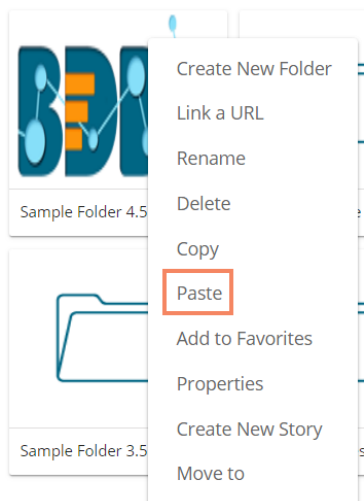 Create New Folder
Link a URL
Rename
Sample Folder 4.5
Delete
Copy
Paste
Add to Favorites
Properties
Create New Story
Sample Folder 3.5
Move to